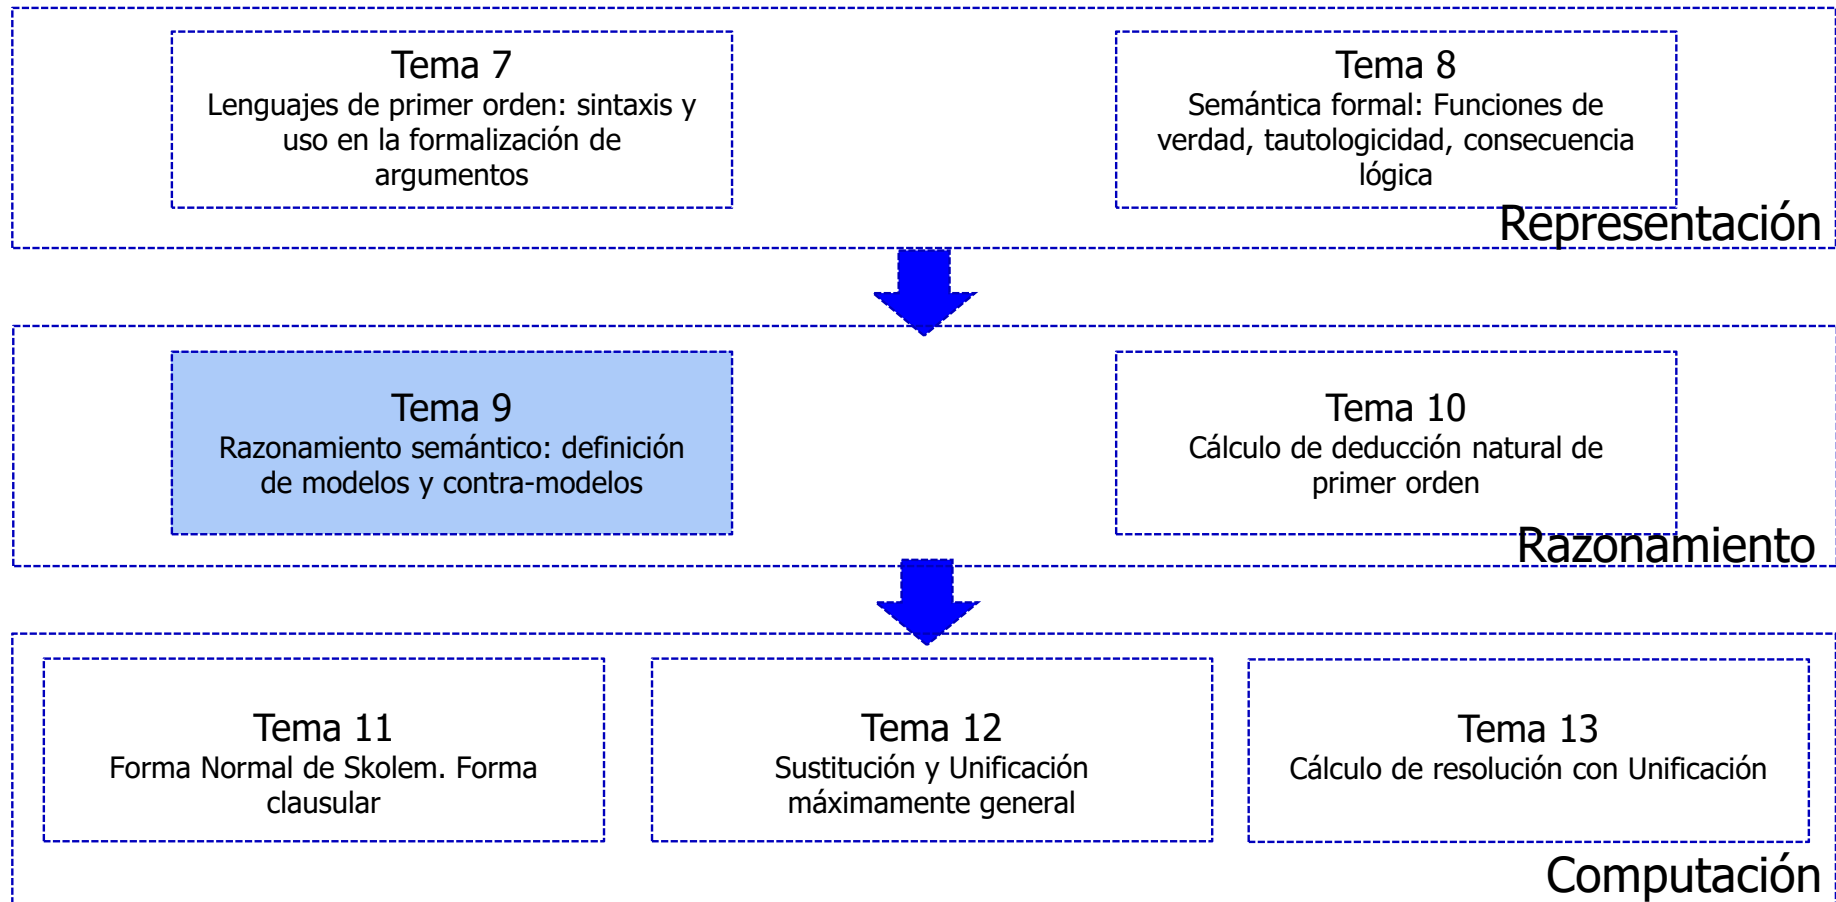 Tema 7
Lenguajes de primer orden: sintaxis y
uso en la formalización de
argumentos
Tema 8
Semántica formal: Funciones de
verdad, tautologicidad, consecuencia
lógica
Representación
Tema 9
Razonamiento semántico: definición
de modelos y contra-modelos
Tema 10
Cálculo de deducción natural de
primer orden
Razonamiento
Tema 11
Forma Normal de Skolem. Forma
clausular
Tema 12
Sustitución y Unificación
máximamente general
Tema 13
Cálculo de resolución con Unificación
Computación